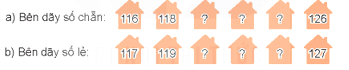 a) Bên dãy số chẵn: 116 118 ? ? ? 126
b) Bên dãy số lẻ: 117 119 ? ? ? 127